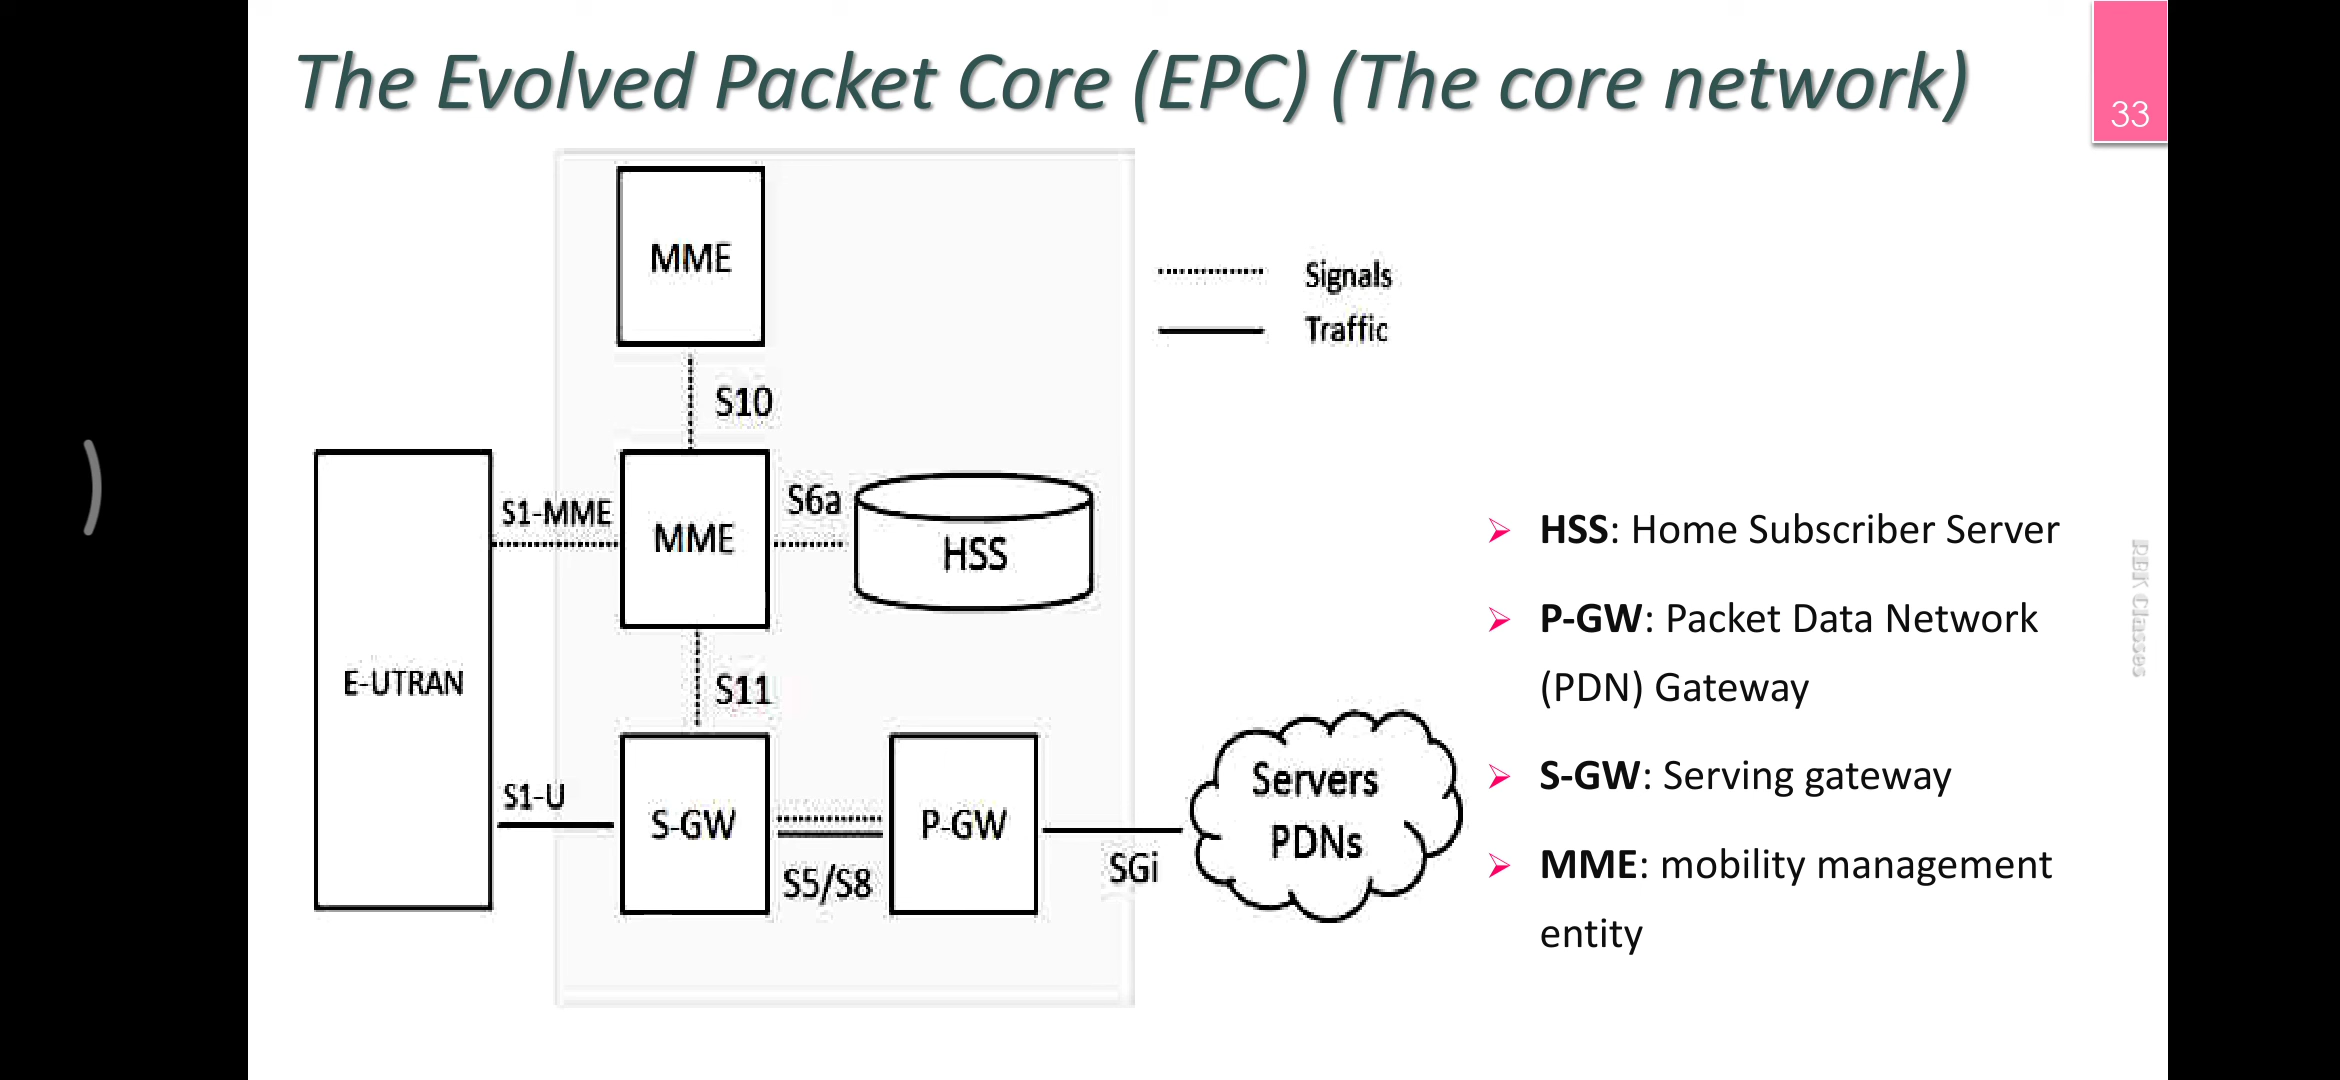 The Evolved Packet Core (EPC) (The core network)
33
MME
Signals
Traffic
S10
S1-MME
MME
S6a
HSS
E-UTRAN
S11
S1-U
S-GW
S5/S8
P-GW
SGi
Servers
PDNs
HSS: Home Subscriber Server
P-GW: Packet Data Network
(PDN) Gateway
S-GW: Serving gateway
MME: mobility management
entity
RBK Classes